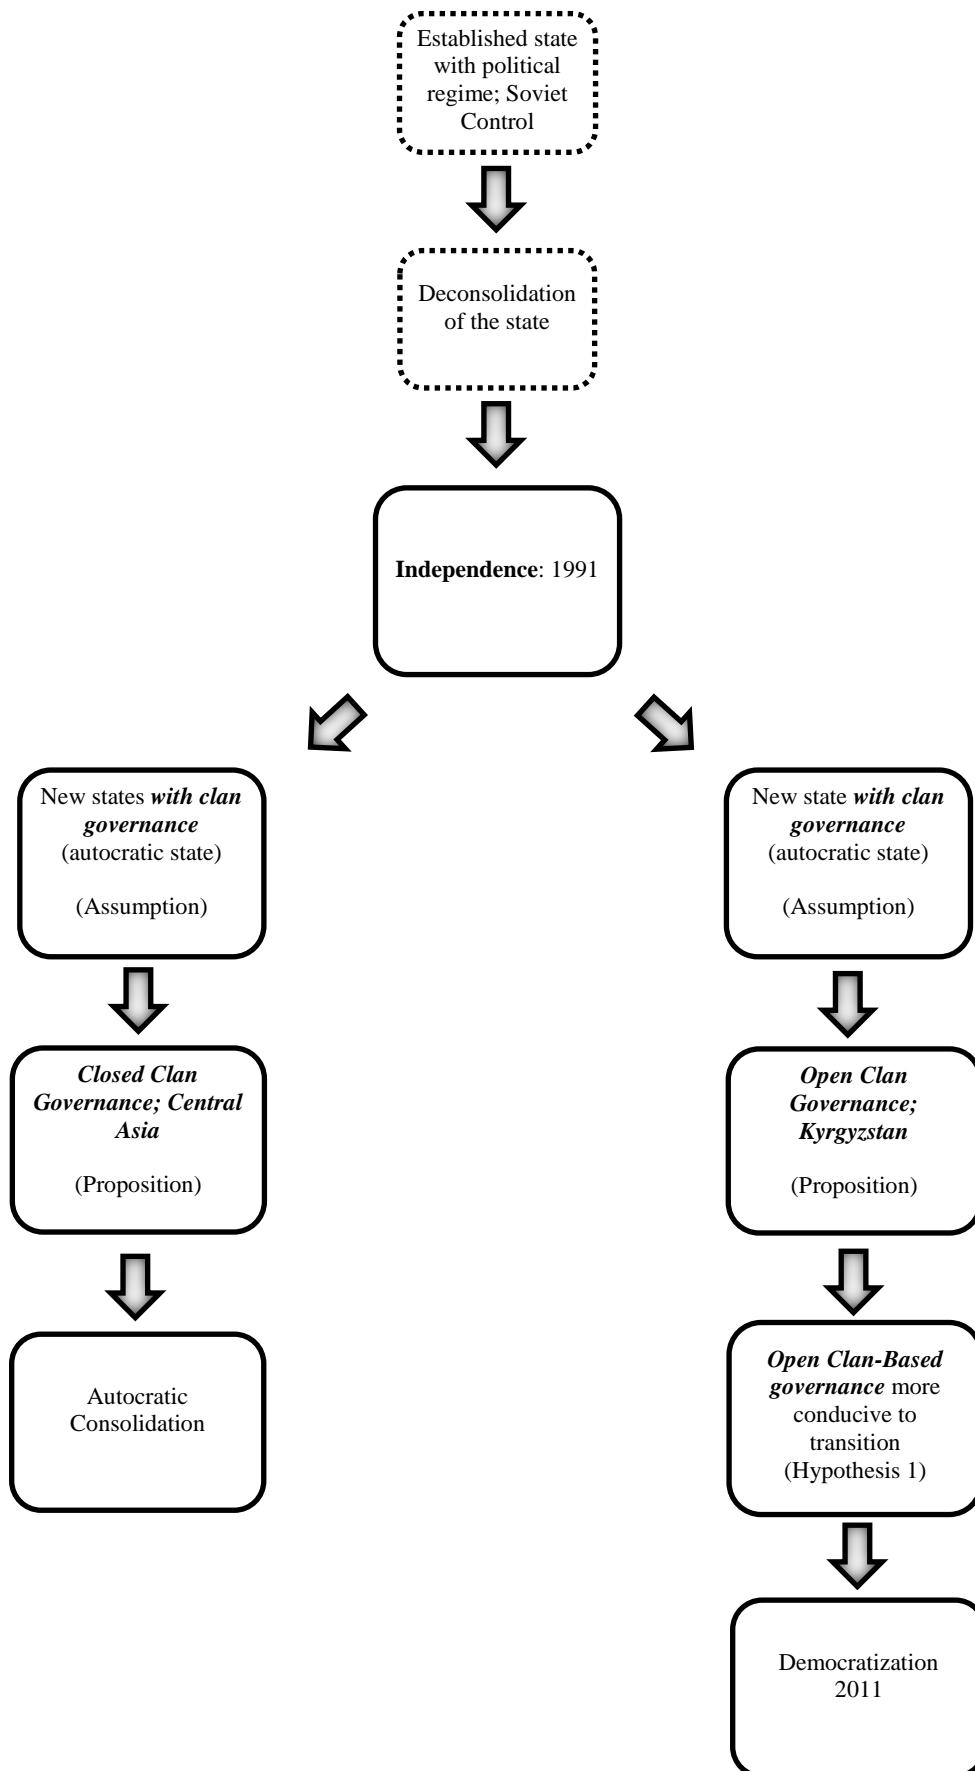 Established state
with political
regime; Soviet
Control
Deconsolidation
of the state
Independence: 1991
New states with clan
governance
(autocratic state)
(Assumption)
New state with clan
governance
(autocratic state)
(Assumption)
Closed Clan
Governance; Central
Asia
(Proposition)
Open Clan
Governance;
Kyrgyzstan
(Proposition)
Autocratic
Consolidation
Open Clan-Based
governance more
conducive to
transition
(Hypothesis 1)
Democratization
2011